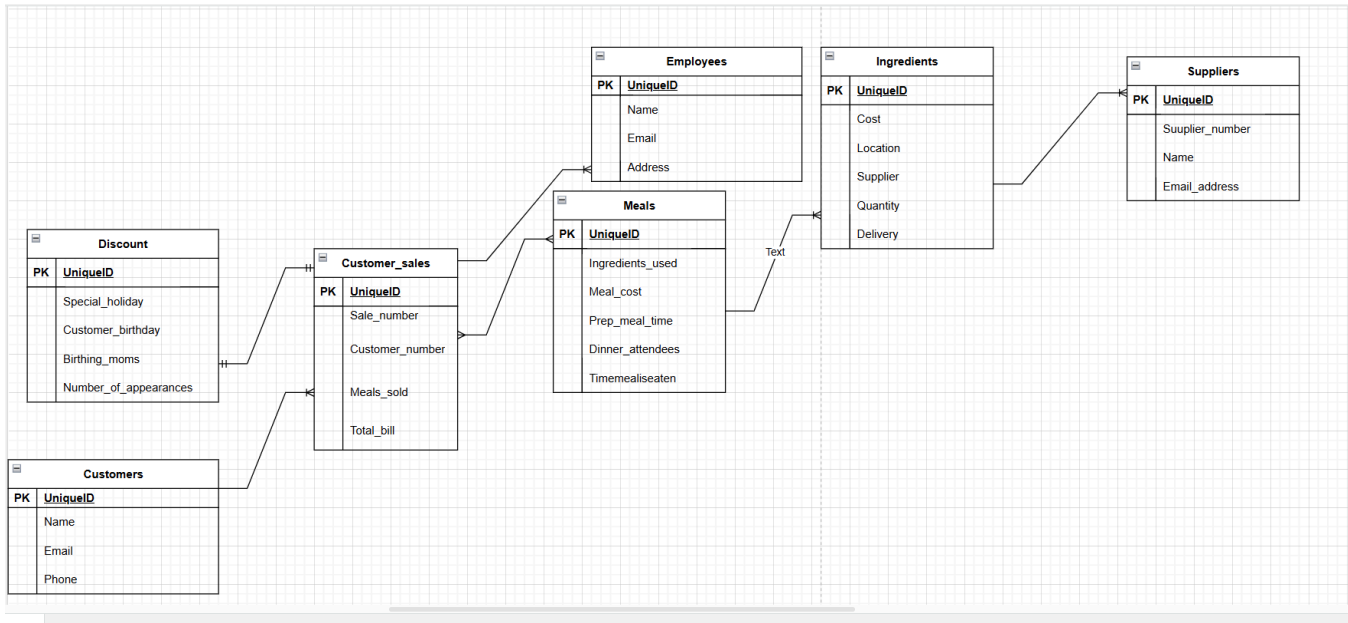 Employees
PK UniqueID
Name
Email
Address
Ingredients
PK UniqueID
Cost
Location
Supplier
Quantity
Delivery
Suppliers
PK UniqueID
Suuplier_number
Name
Email_address
Meals
PK UniqueID
Ingredients_used
Meal_cost
Prep_meal_time
Dinner_attendees
Timemealiseaten
Text
Discount
PK UniqueID
Special_holiday
Customer_birthday
Birthing_moms
Number_of_appearances
Customer_sales
PK UniqueID
Sale_number
Customer_number
Meals_sold
Total_bill
Customers
PK UniqueID
Name
Email
Phone